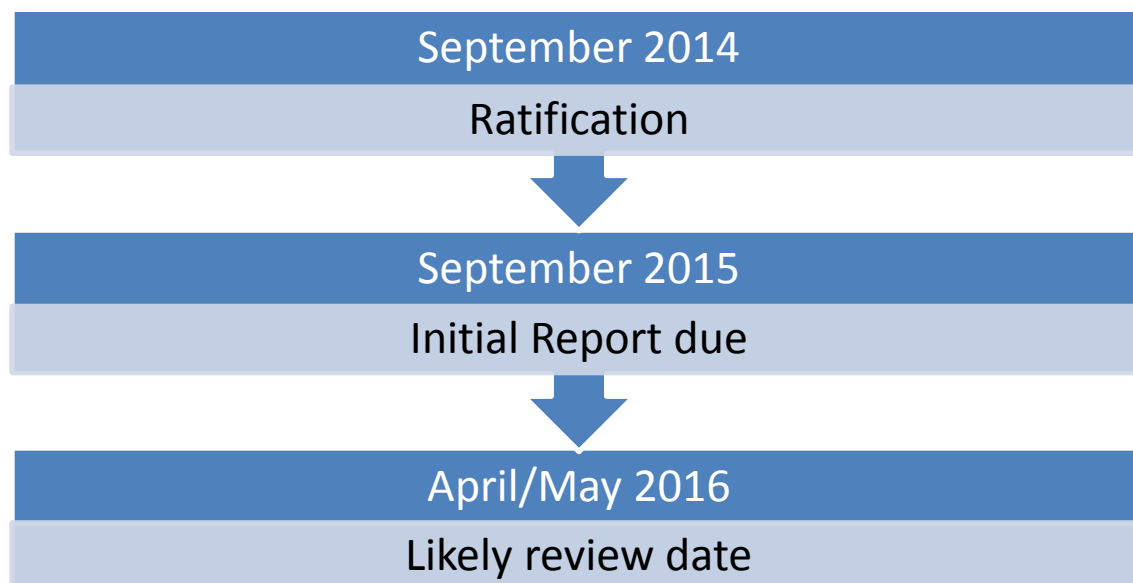 September 2014
Ratification
September 2015
Initial Report due
April/May 2016
Likely review date